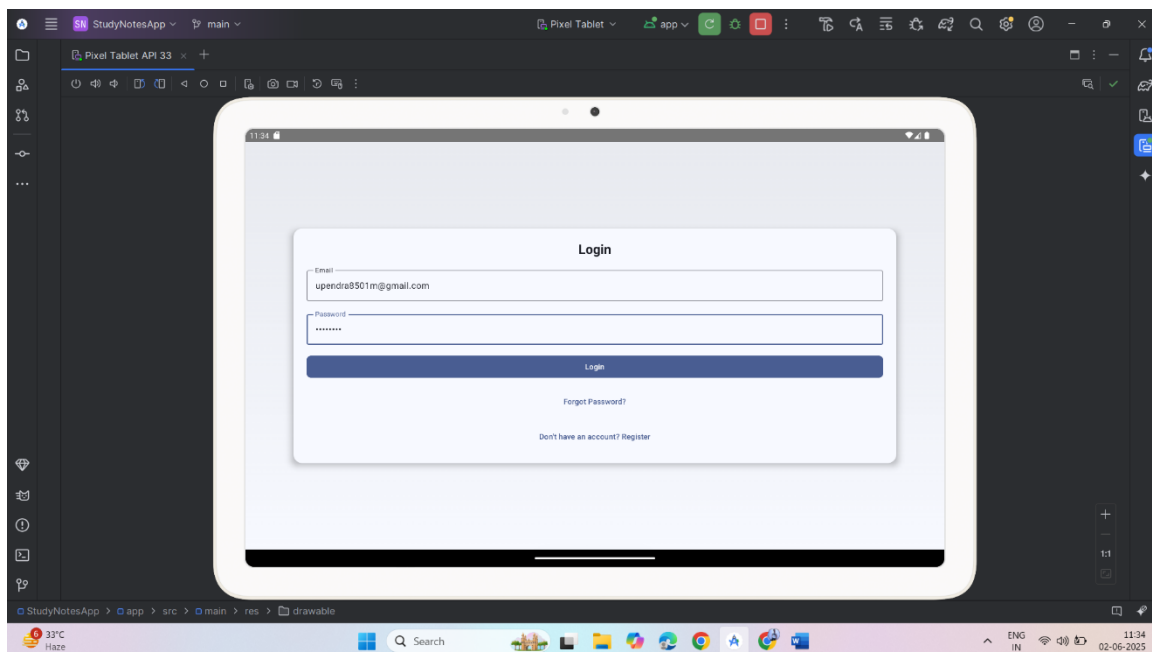 SN StudyNotesApp main Pixel Tablet app
Pixel Tablet API 33
11:34
Login
Email
upendra8501m@gmail.com
Password
••••••••
Login
Forgot Password?
Don't have an account? Register
1:1
StudyNotesApp > app > src > main > res > drawable
6 33°C
Haze
Search
ENG
IN
11:34
02-06-2025